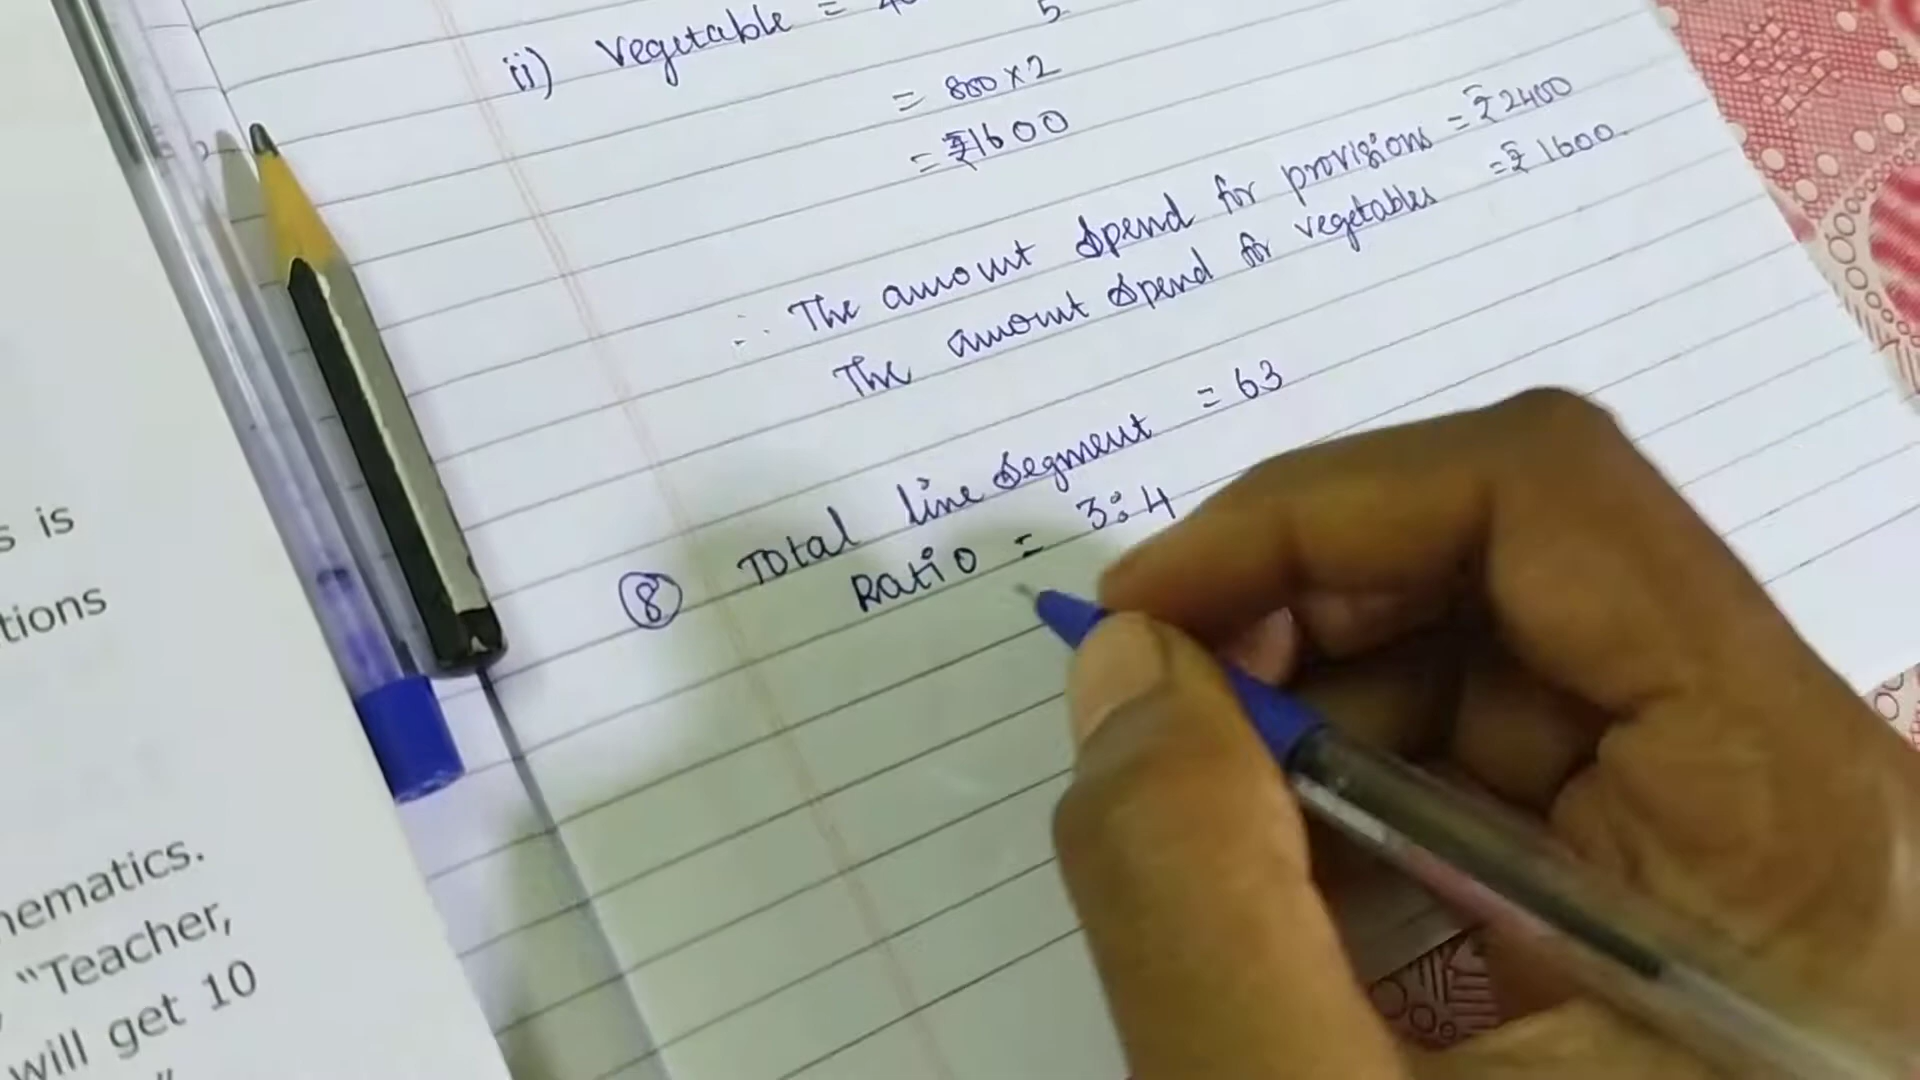 ii) Vegetable =
5
= 800 x 2
= ₹1600
∴ The amount Spend for provisions = ₹2400
The amount Spend for vegetables = ₹1600.
8 Total line Segment = 63
Ratio = 3:4
s is
tions
hematics.
"Teacher,
will get 10
"